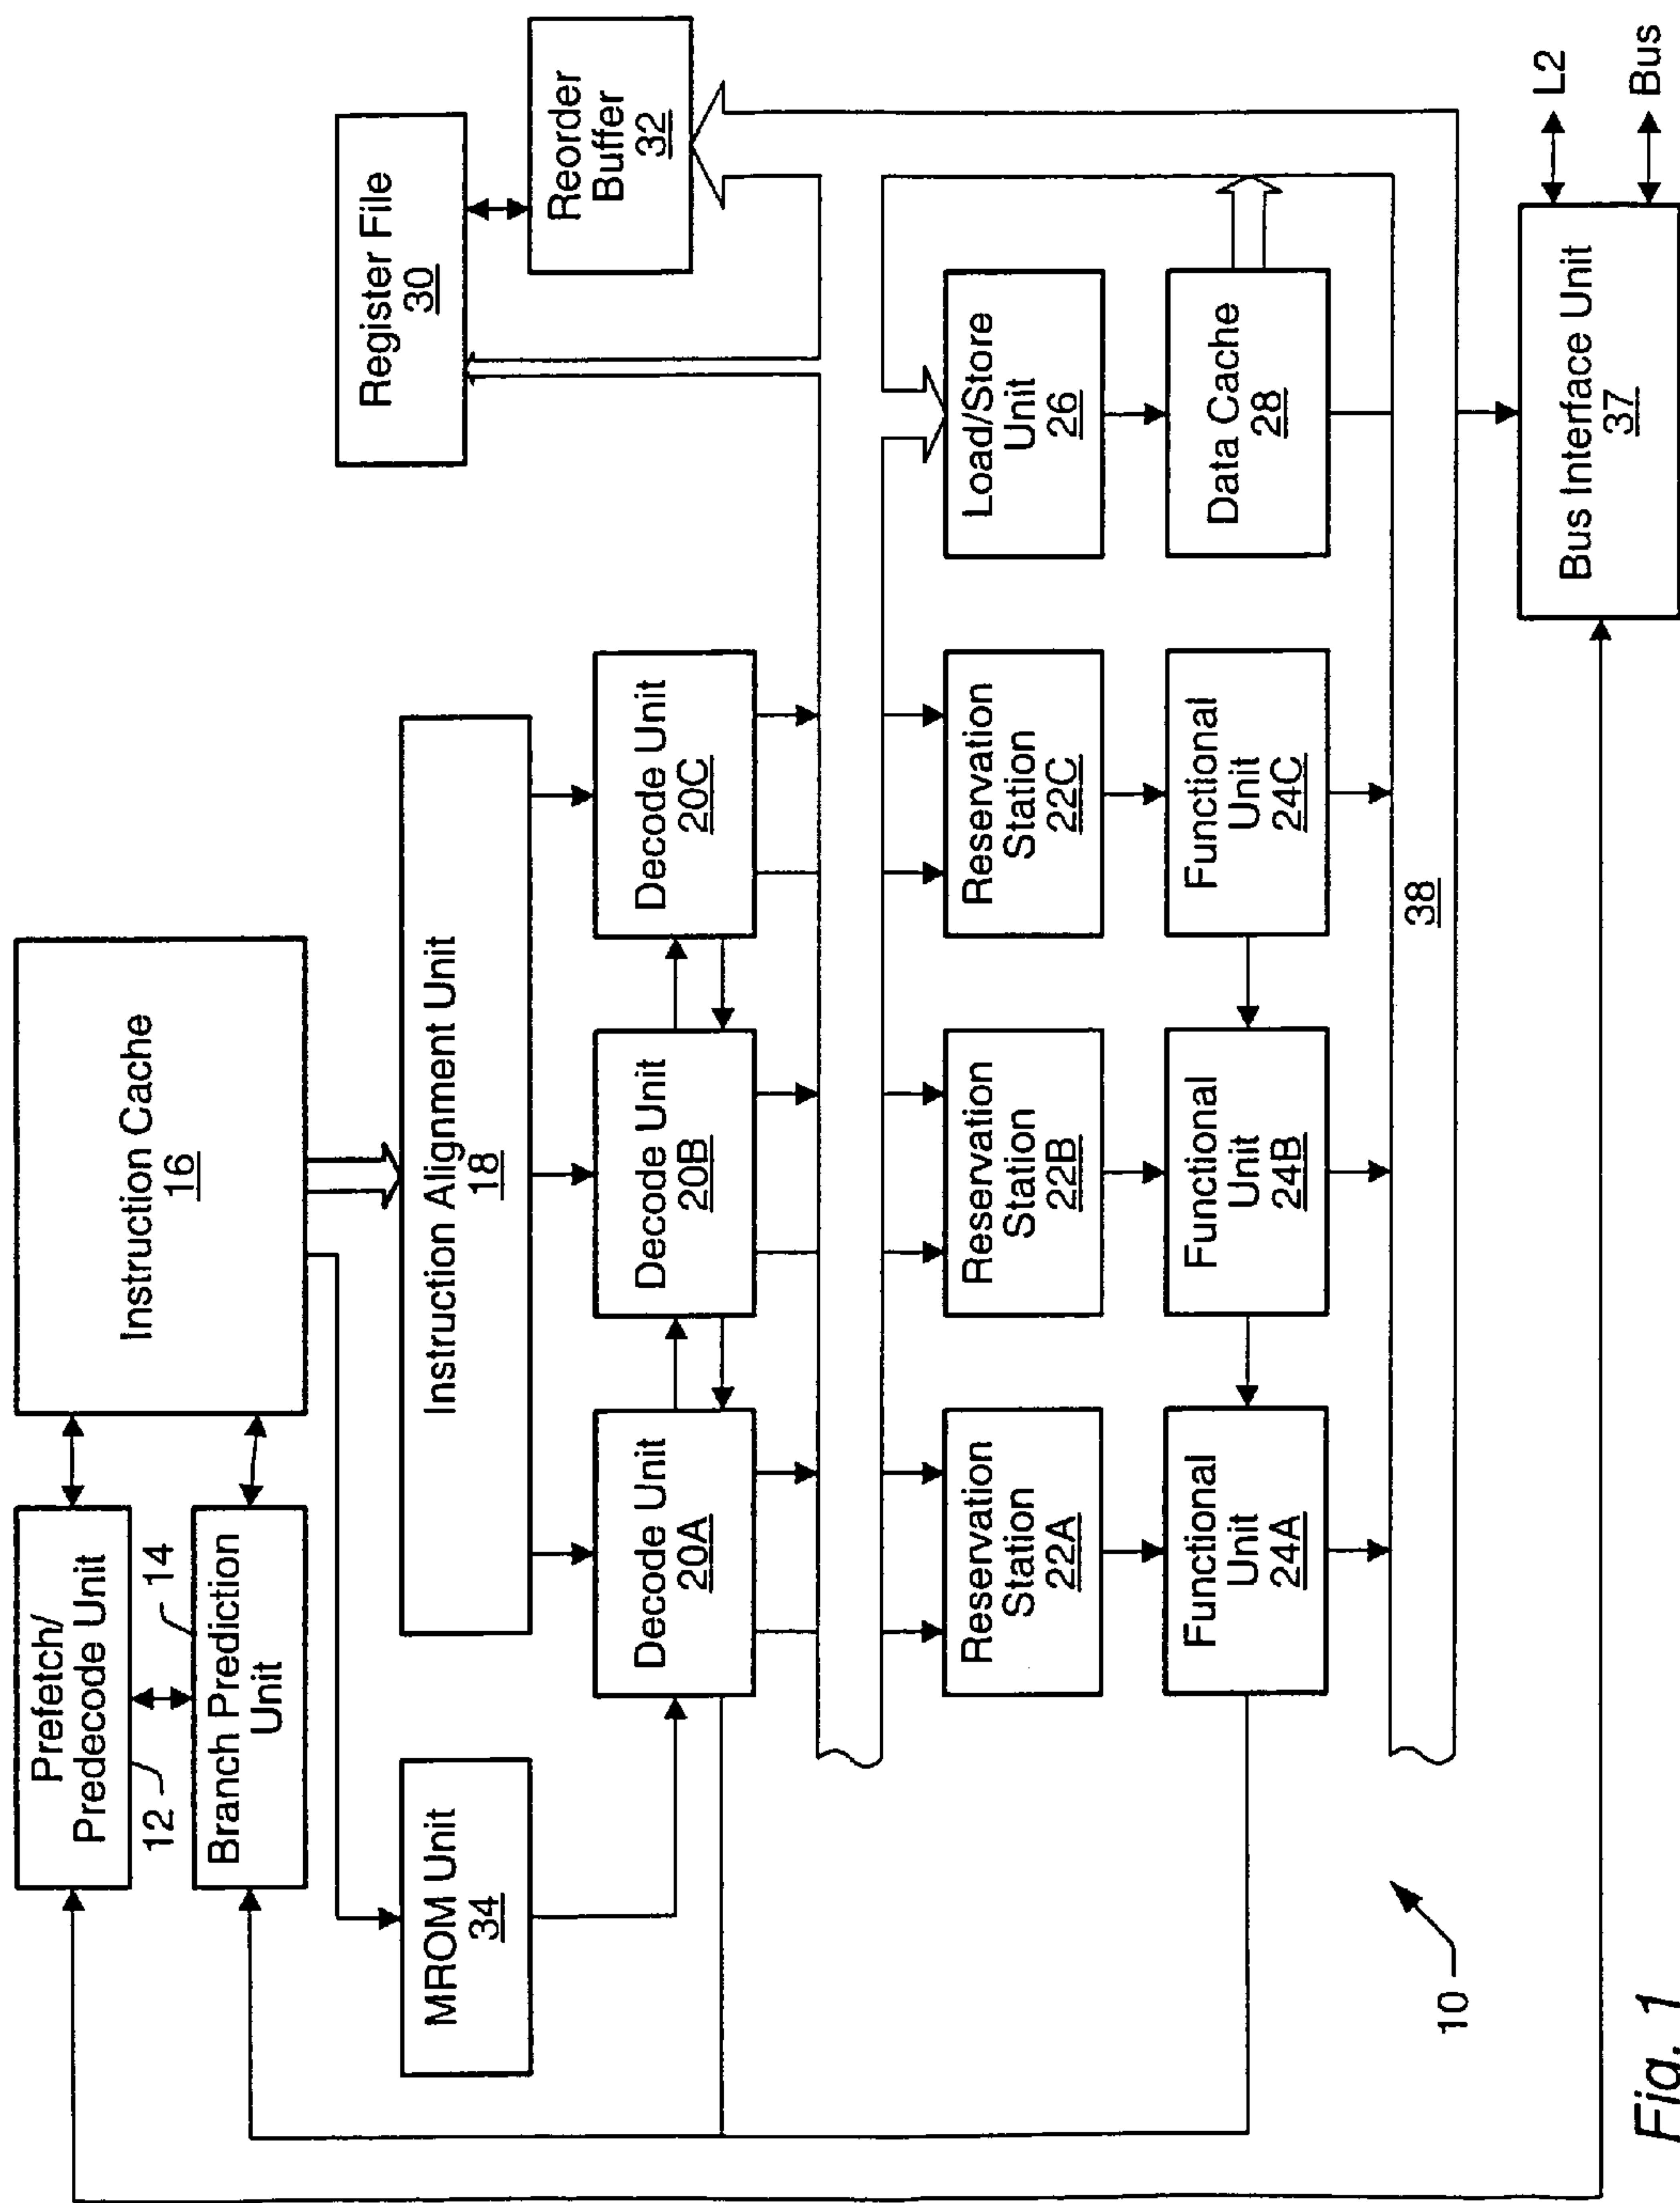 Prefetch/
Predecode Unit
12
14
Branch Prediction
Unit
Instruction Cache
16
Register File
30
Reorder
Buffer
32
MROM Unit
34
Instruction Alignment Unit
18
Decode Unit
20A
Decode Unit
20B
Decode Unit
20C
Reservation
Station
22A
Reservation
Station
22B
Reservation
Station
22C
Load/Store
Unit
26
Functional
Unit
24A
Functional
Unit
24B
Functional
Unit
24C
Data Cache
28
38
10
Bus Interface Unit
37
L2
Bus
Fig. 1